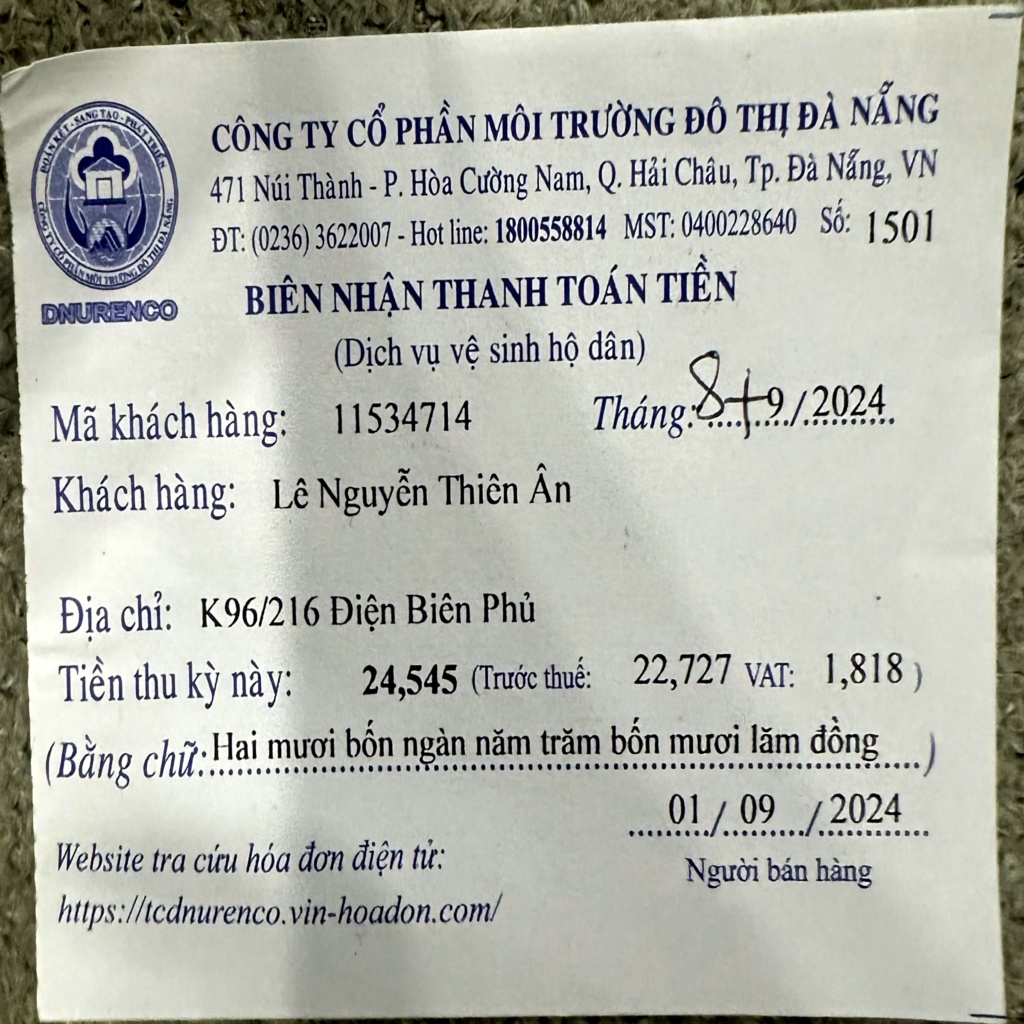 ĐOÀN KẾT - SANG TẠO - PHÁT TRIỂN
CÔNG TY CỔ PHẦN MÔI TRƯỜNG ĐÔ THỊ ĐÀ NẴNG
DNURENCO
CÔNG TY CỔ PHẦN MÔI TRƯỜNG ĐÔ THỊ ĐÀ NẴNG
471 Núi Thành - P. Hòa Cường Nam, Q. Hải Châu, Tp. Đà Nẵng, VN
ĐT: (0236) 3622007 - Hot line: 1800558814 MST: 0400228640 Số: 1501
BIÊN NHẬN THANH TOÁN TIỀN
(Dịch vụ vệ sinh hộ dân)
Mã khách hàng: 11534714 Tháng: 8+9/2024
Khách hàng: Lê Nguyễn Thiên Ân
Địa chỉ: K96/216 Điện Biên Phủ
Tiền thu kỳ này: 24,545 (Trước thuế: 22,727 VAT: 1,818 )
(Bằng chữ: Hai mươi bốn ngàn năm trăm bốn mươi lăm đồng )
01 / 09 / 2024
Người bán hàng
Website tra cứu hóa đơn điện tử:
https://tcdnurenco.vin-hoadon.com/